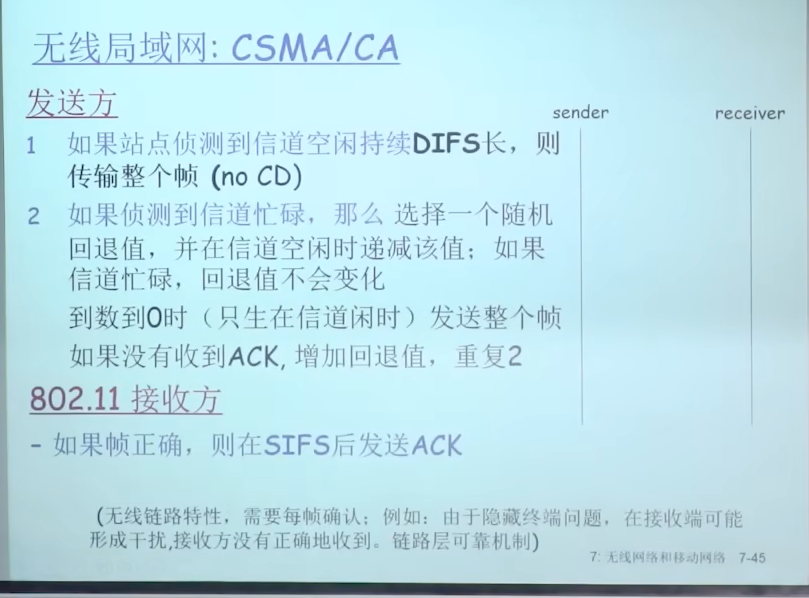 无线局域网: CSMA/CA
发送方
sender
receiver
1 如果站点侦测到信道空闲持续DIFS长，则
传输整个帧 (no CD)
2 如果侦测到信道忙碌，那么 选择一个随机
回退值，并在信道空闲时递减该值；如果
信道忙碌，回退值不会变化
到数到0时（只生在信道闲时）发送整个帧
如果没有收到ACK, 增加回退值，重复2
802.11 接收方
- 如果帧正确，则在SIFS后发送ACK
(无线链路特性，需要每帧确认；例如：由于隐藏终端问题，在接收端可能
形成干扰,接收方没有正确地收到。链路层可靠机制)
7: 无线网络和移动网络 7-45